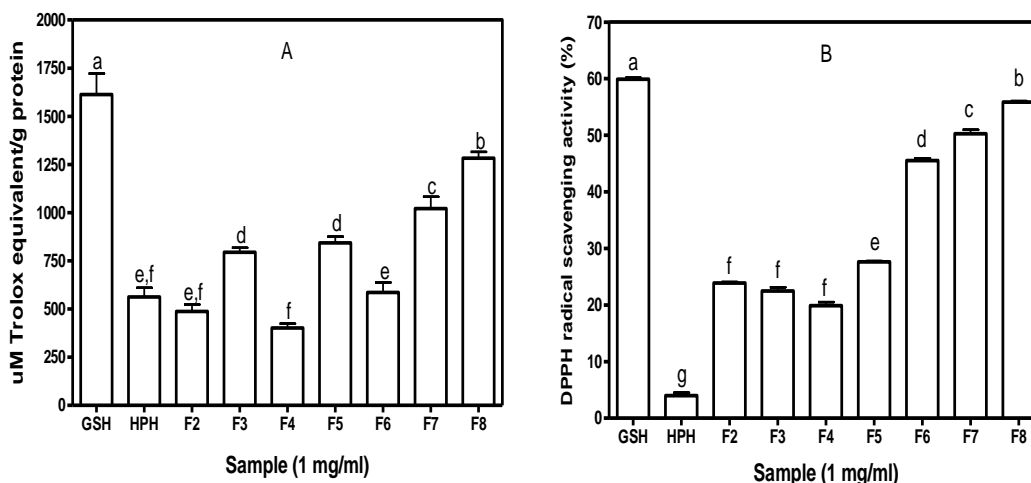 A
uM Trolox equivalent/g protein
2000
1750
1500
1250
1000
750
500
250
0
a
e,f
e,f
d
f
d
e
c
b
GSH HPH F2 F3 F4 F5 F6 F7 F8
Sample (1 mg/ml)
B
DPPH radical scavenging activity (%)
70
60
50
40
30
20
10
0
a
g
f
f
f
e
d
c
b
GSH HPH F2 F3 F4 F5 F6 F7 F8
Sample (1 mg/ml)